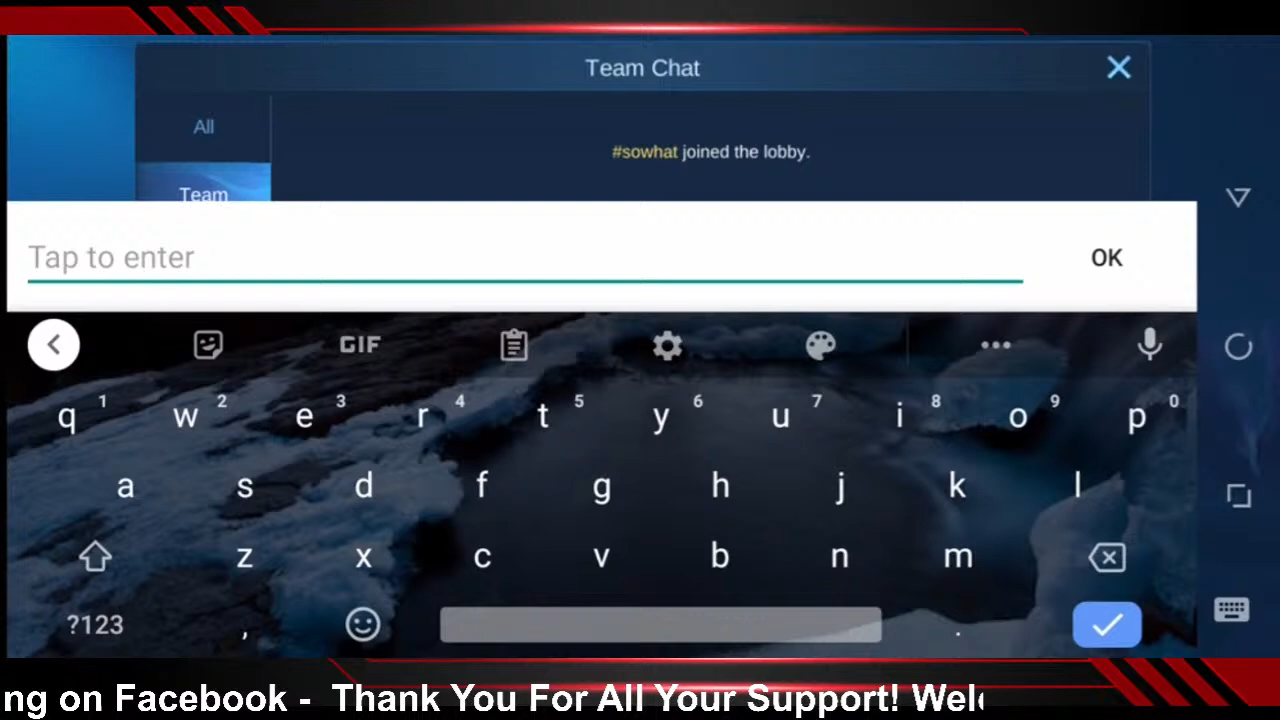 Team Chat
All
#sowhat joined the lobby.
Team
Tap to enter
OK
GIF
q 1 w 2 e 3 r 4 t 5 y 6 u 7 i 8 o 9 p 0
a s d f g h j k l
z x c v b n m
?123 , .
ng on Facebook - Thank You For All Your Support!